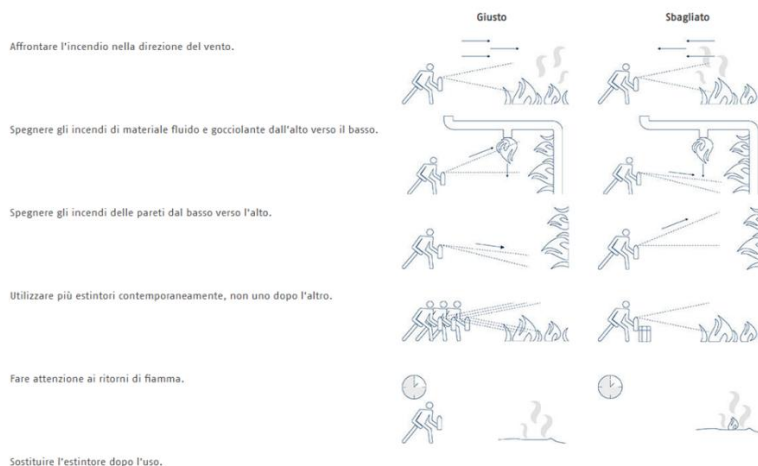 Giusto
Sbagliato
Affrontare l'incendio nella direzione del vento.
Spegnere gli incendi di materiale fluido e gocciolante dall'alto verso il basso.
Spegnere gli incendi delle pareti dal basso verso l'alto.
Utilizzare più estintori contemporaneamente, non uno dopo l'altro.
Fare attenzione ai ritorni di fiamma.
Sostituire l'estintore dopo l'uso.